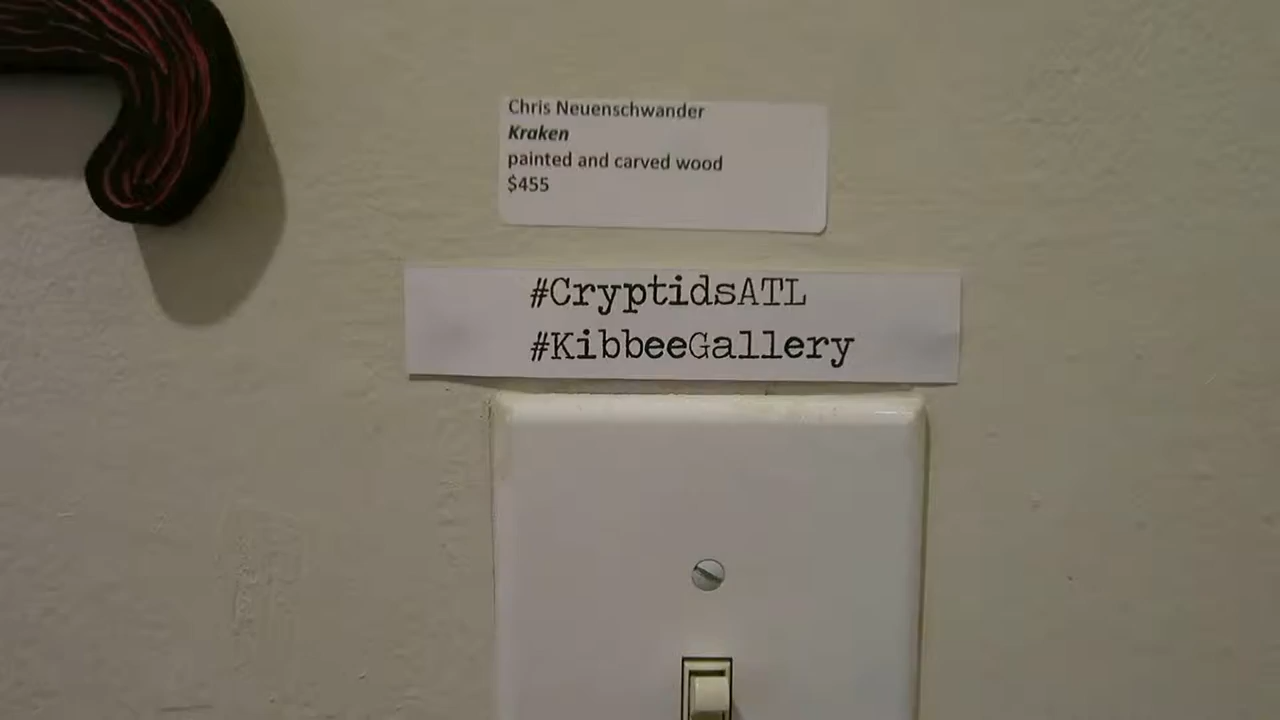 Chris Neuenschwander
Kraken
painted and carved wood
$455
#CryptidsATL
#KibbeeGallery